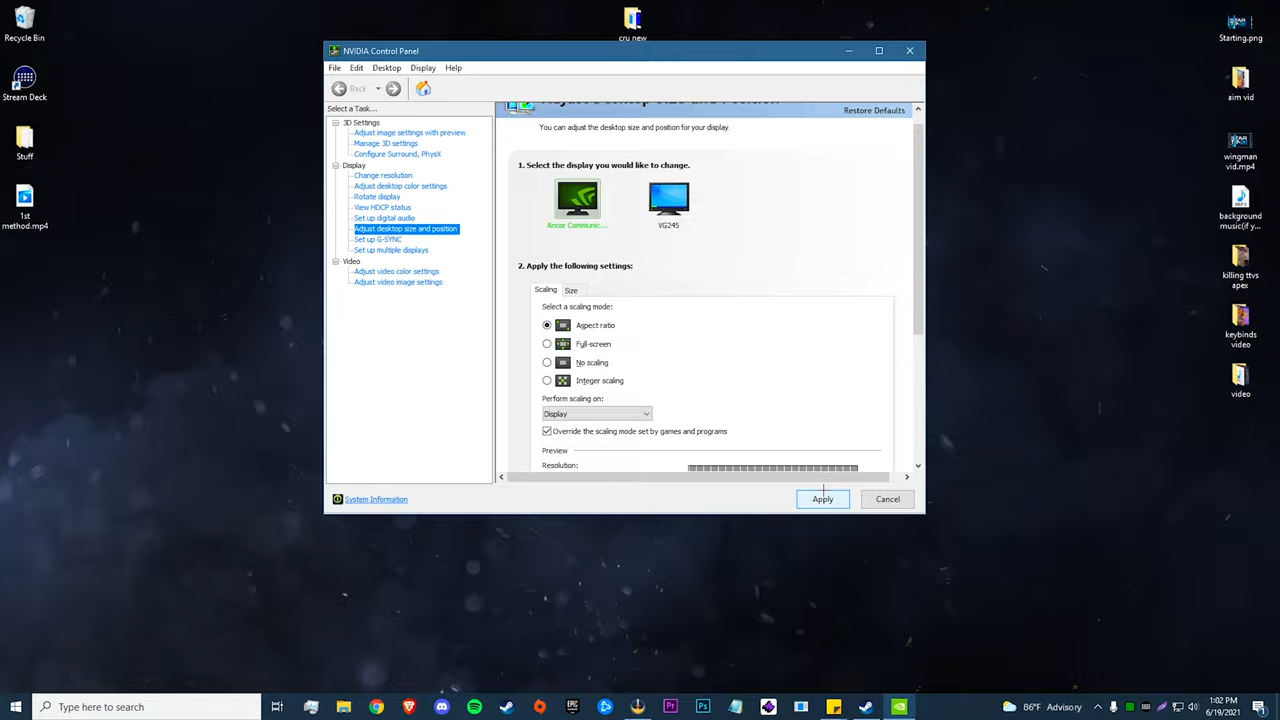 Recycle Bin
Stream Deck
Stuff
1st
method.mp4
cru new
NVIDIA Control Panel
File Edit Desktop Display Help
Back
Select a Task...
3D Settings
Adjust image settings with preview
Manage 3D settings
Configure Surround, PhysX
Display
Change resolution
Adjust desktop color settings
Rotate display
View HDCP status
Set up digital audio
Adjust desktop size and position
Set up G-SYNC
Set up multiple displays
Video
Adjust video color settings
Adjust video image settings
System Information
Adjust Desktop Size and Position
Restore Defaults
You can adjust the desktop size and position for your display.
1. Select the display you would like to change.
Ancor Communic...
VG245
2. Apply the following settings:
Scaling Size
Select a scaling mode:
Aspect ratio
Full-screen
No scaling
Integer scaling
Perform scaling on:
Display
Override the scaling mode set by games and programs
Preview
Resolution:
Apply Cancel
Starting.png
aim vid
wingman
vid.mp4
background
music(if y...
killing ttvs
apex
keybinds
video
video
Type here to search
EPIC
Pr
Ps
86°F Advisory
1:02 PM
6/19/2021